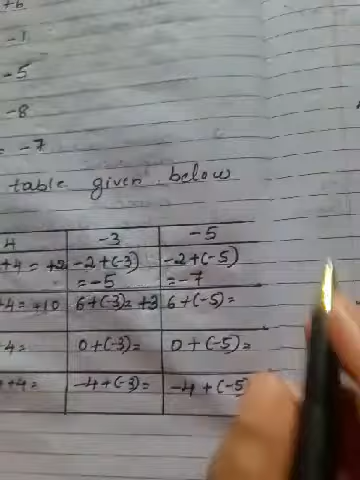 +6
-1
-5
-8
= -7
table given below
4 -3 -5
+4 = +2 -2+(-3) = -5 -2+(-5) = -7
+4 = +10 6+(-3) = +3 6+(-5) =
+4 = 0+(-3) = 0+(-5) =
+4 = -4+(-3) = -4+(-5)